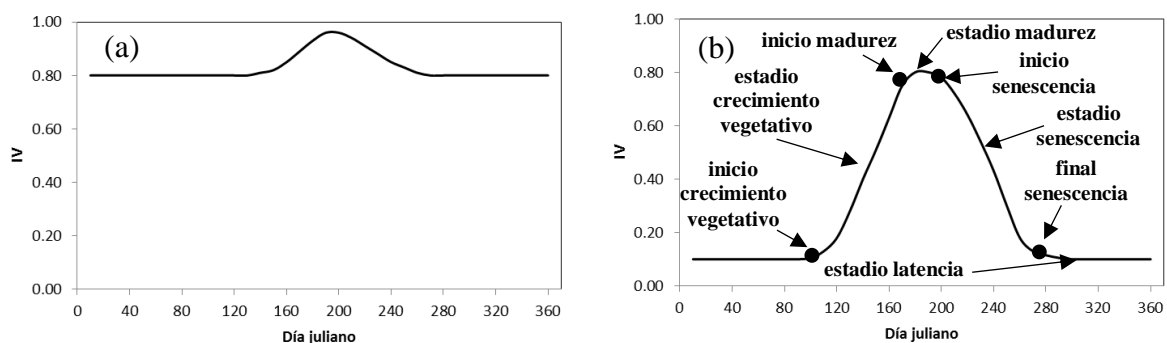 (a)
1.00
0.80
0.60
0.40
0.20
0.00
IV
0 40 80 120 160 200 240 280 320 360
Día juliano
(b)
1.00
0.80
0.60
0.40
0.20
0.00
IV
inicio madurez
estadio madurez
inicio
senescencia
estadio
crecimiento
vegetativo
estadio
senescencia
inicio
crecimiento
vegetativo
final
senescencia
estadio latencia
0 40 80 120 160 200 240 280 320 360
Día juliano